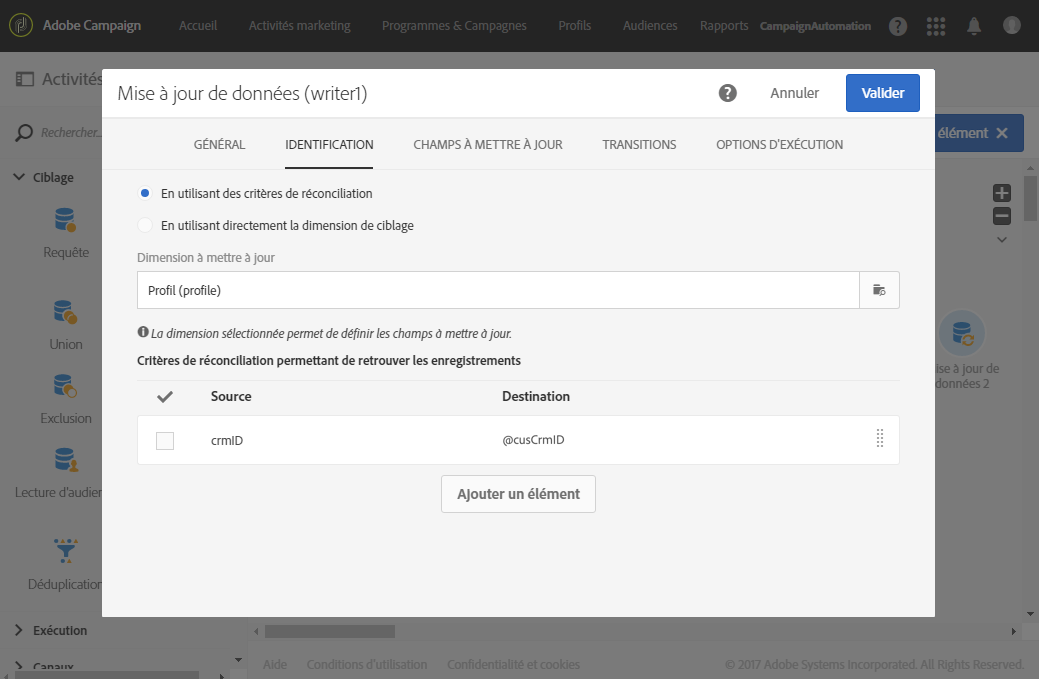 Adobe Campaign
Accueil
Activités marketing
Programmes & Campagnes
Profils
Audiences
Rapports
CampaignAutomation
?
Activités
Mise à jour de données (writer1)
?
Annuler
Valider
Rechercher...
élément
GÉNÉRAL
IDENTIFICATION
CHAMPS À METTRE À JOUR
TRANSITIONS
OPTIONS D'EXÉCUTION
Ciblage
En utilisant des critères de réconciliation
En utilisant directement la dimension de ciblage
Requête
Dimension à mettre à jour
Profil (profile)
La dimension sélectionnée permet de définir les champs à mettre à jour.
Union
Critères de réconciliation permettant de retrouver les enregistrements
ise à jour de
données 2
Source
Destination
Exclusion
crmID
@cusCrmID
Lecture d'audien
Ajouter un élément
Déduplication
Exécution
Canaux
Aide
Conditions d'utilisation
Confidentialité et cookies
© 2017 Adobe Systems Incorporated. All Rights Reserved.